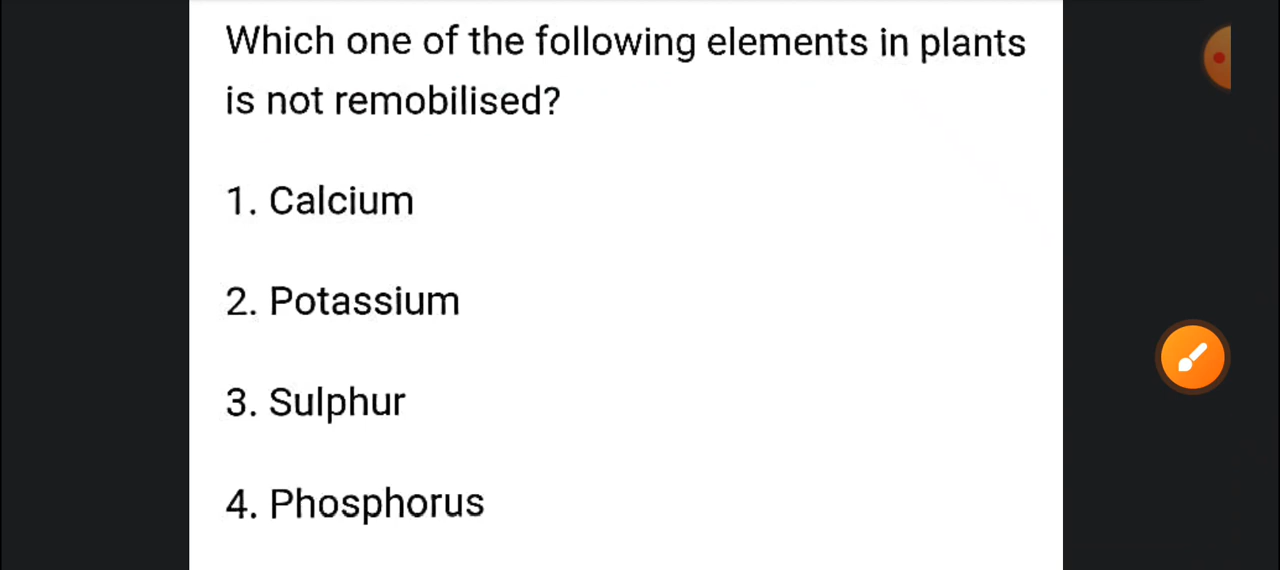 Which one of the following elements in plants
is not remobilised?
1. Calcium
2. Potassium
3. Sulphur
4. Phosphorus